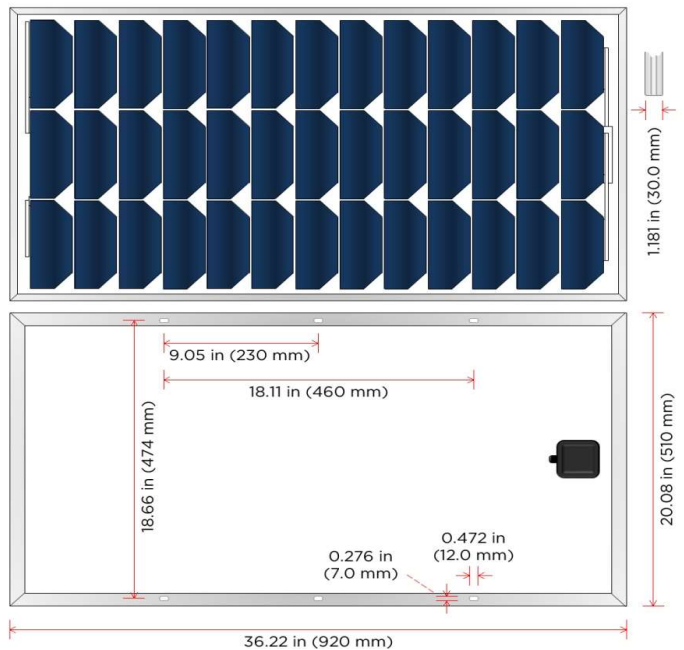 1.181 in (30.0 mm)
9.05 in (230 mm)
18.11 in (460 mm)
18.66 in (474 mm)
20.08 in (510 mm)
0.472 in
(12.0 mm)
0.276 in
(7.0 mm)
36.22 in (920 mm)